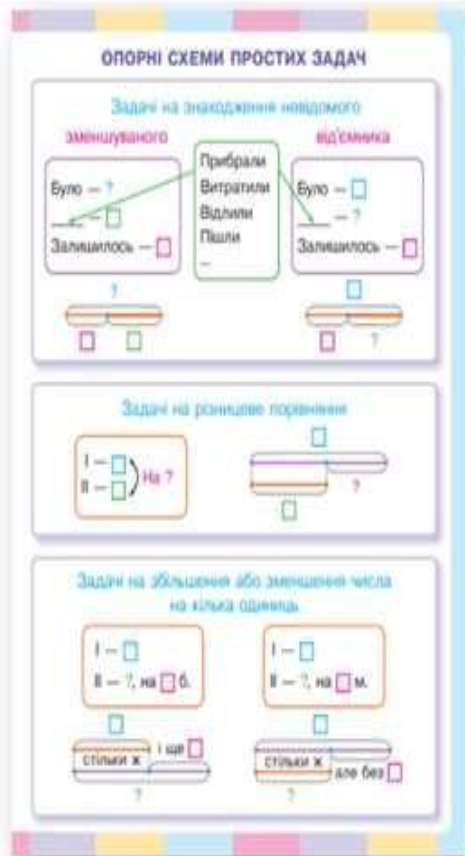 ОПОРНІ СХЕМИ ПРОСТИХ ЗАДАЧ
Задачі на знаходження невідомого
зменшуваного
Було — ?
____ — □
Залишилось — □
?
□ □
Прибрали
Витратили
Відлили
Пішли
...
від'ємника
Було — □
____ — ?
Залишилось — □
□
□ ?
Задачі на різницеве порівняння
І — □
ІІ — □
На ?
□
?
□
Задачі на збільшення або зменшення числа
на кілька одиниць
І — □
ІІ — ?, на □ б.
□
стільки ж
і ще □
?
І — □
ІІ — ?, на □ м.
□
стільки ж
але без □
?